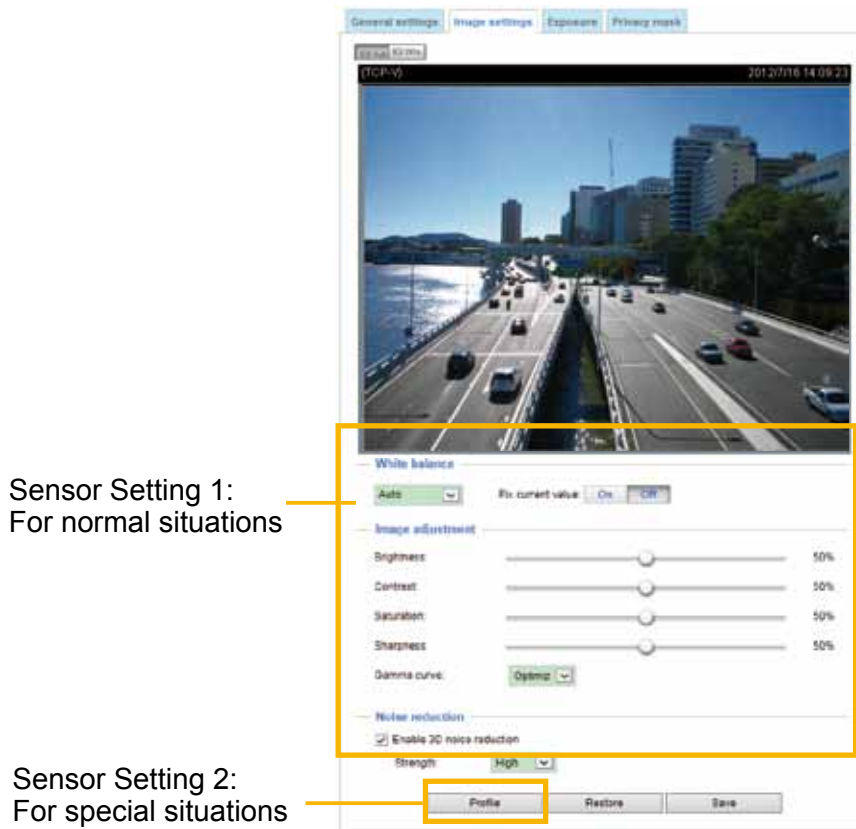 General settings Image settings Exposure Privacy mask
(TCP-V) 2012/7/16 14:09:23
White balance
Sensor Setting 1:
For normal situations
Auto Fix current value: On Off
Image adjustment
Brightness: 50%
Contrast: 50%
Saturation: 50%
Sharpness 50%
Gamma curve: Optimiz
Noise reduction
Enable 3D noise reduction
Strength: High
Sensor Setting 2:
For special situations
Profile Restore Save